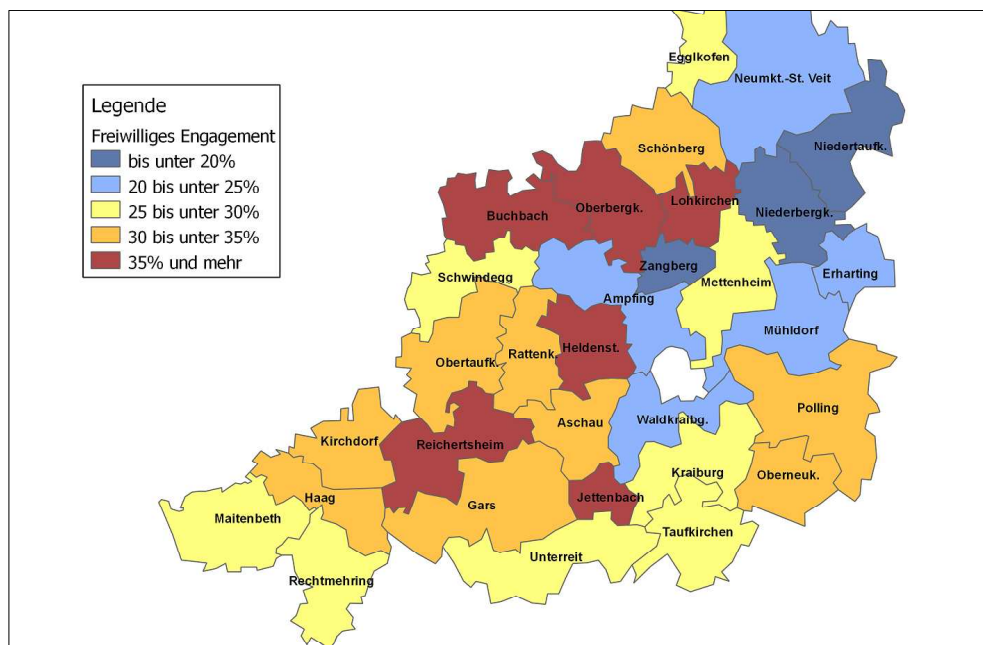 Legende
Freiwilliges Engagement
bis unter 20%
20 bis unter 25%
25 bis unter 30%
30 bis unter 35%
35% und mehr
Egglkofen
Neumkt.-St. Veit
Schönberg
Niedertaufk.
Lohkirchen
Niederbergk.
Buchbach
Oberbergk.
Zangberg
Erharting
Schwindegg
Mettenheim
Ampfing
Mühldorf
Heldenst.
Obertaufk.
Rattenk.
Polling
Aschau
Waldkraibg.
Kirchdorf
Reichertsheim
Kraiburg
Oberneuk.
Haag
Gars
Jettenbach
Maitenbeth
Taufkirchen
Unterreit
Rechtmehring